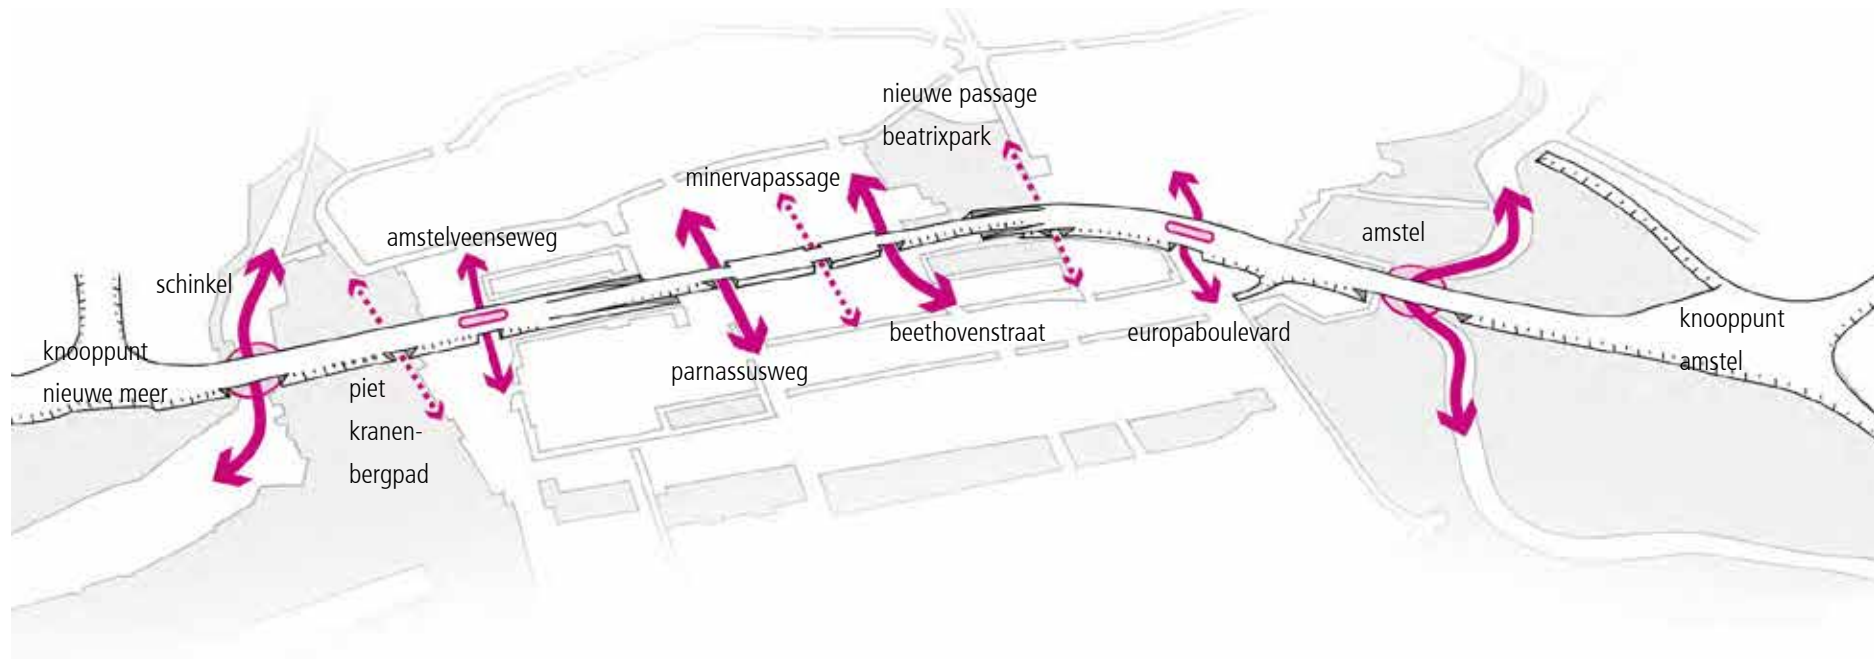 nieuwe passage
beatrixpark
minervapassage
amstelveenseweg
amstel
schinkel
knooppunt
nieuwe meer
piet
kranen-
bergpad
parnassusweg
beethovenstraat
europaboulevard
knooppunt
amstel